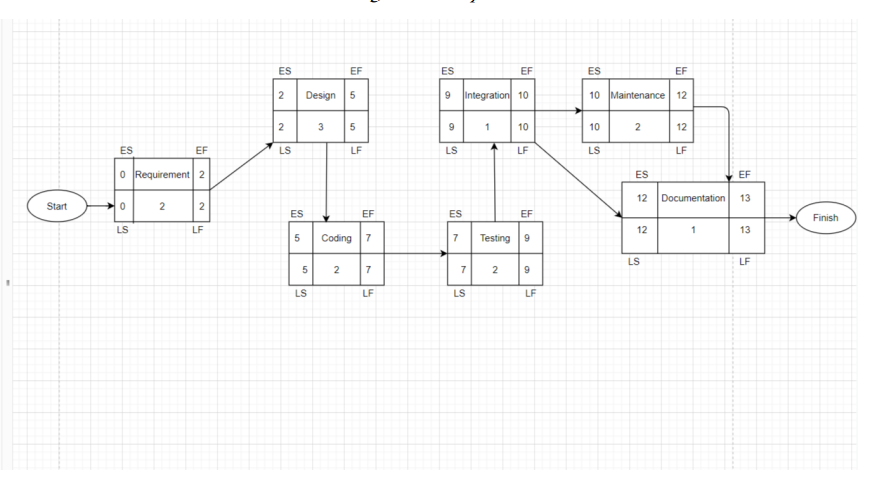 Start
ES EF
0 Requirement 2
0 2 2
LS LF
ES EF
2 Design 5
2 3 5
LS LF
ES EF
5 Coding 7
5 2 7
LS LF
ES EF
7 Testing 9
7 2 9
LS LF
ES EF
9 Integration 10
9 1 10
LS LF
ES EF
10 Maintenance 12
10 2 12
LS LF
ES EF
12 Documentation 13
12 1 13
LS LF
Finish